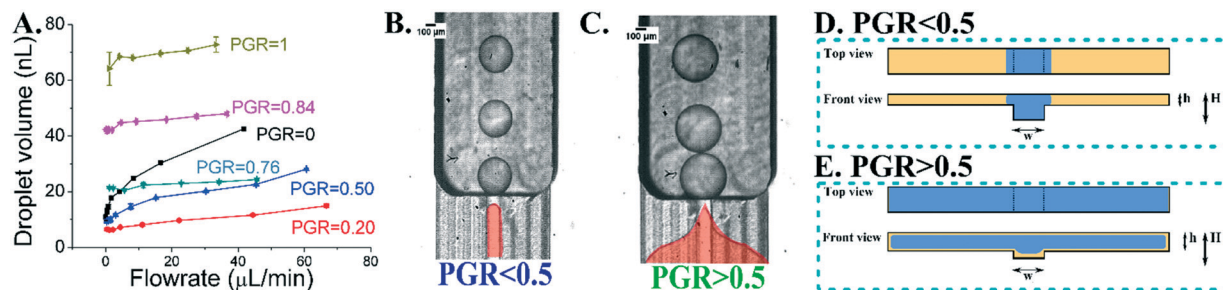 A.
Droplet volume (nL)
80
60
40
20
0
PGR=1
PGR=0.84
PGR=0
PGR=0.76
PGR=0.50
PGR=0.20
0 20 40 60 80
Flowrate (µL/min)
B.
100 µm
PGR<0.5
C.
100 µm
PGR>0.5
D. PGR<0.5
Top view
Front view
h H
w
E. PGR>0.5
Top view
Front view
h H
w